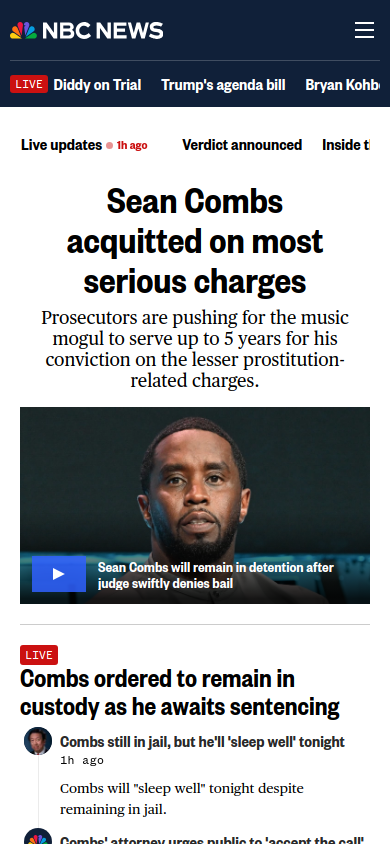 NBC NEWS
LIVE Diddy on Trial Trump's agenda bill Bryan Kohbe
Live updates 1h ago Verdict announced Inside t
Sean Combs
acquitted on most
serious charges
Prosecutors are pushing for the music
mogul to serve up to 5 years for his
conviction on the lesser prostitution-
related charges.
Sean Combs will remain in detention after
judge swiftly denies bail
LIVE
Combs ordered to remain in
custody as he awaits sentencing
Combs still in jail, but he'll 'sleep well' tonight
1h ago
Combs will "sleep well" tonight despite
remaining in jail.
Combs' attorney urges public to 'accept the call'